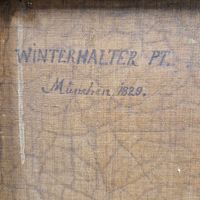 WINTERHALTER PT.
München 1829.